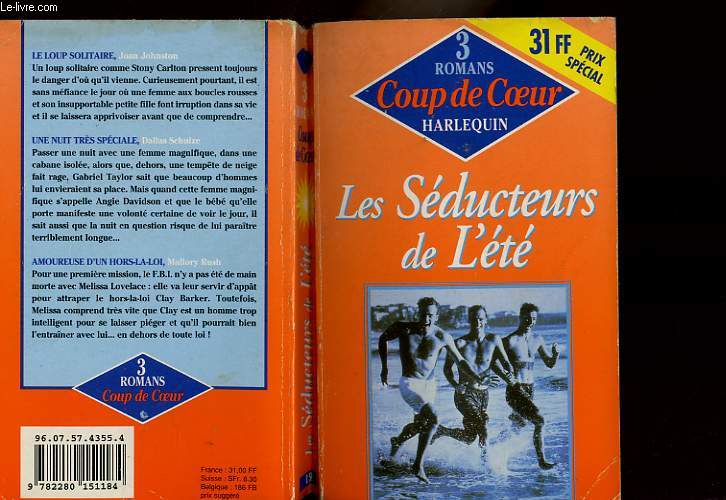 Le-livre.com
LE LOUP SOLITAIRE, Joan Johnston
Un loup solitaire comme Stony Carlton pressent toujours
le danger d'où qu'il vienne. Curieusement pourtant, il est
sans méfiance le jour où une femme aux boucles rousses
et son insupportable petite fille font irruption dans sa vie
et il se laissera apprivoiser avant que de comprendre...
UNE NUIT TRÈS SPÉCIALE, Dallas Schulze
Passer une nuit avec une femme magnifique, dans une
cabane isolée, alors que, dehors, une tempête de neige
fait rage, Gabriel Taylor sait que beaucoup d'hommes
lui envieraient sa place. Mais quand cette femme magni-
fique s'appelle Angie Davidson et que le bébé qu'elle
porte manifeste une volonté certaine de voir le jour, il
sait aussi que la nuit en question risque de lui paraître
terriblement longue...
AMOUREUSE D'UN HORS-LA-LOI, Mallory Rush
Pour une première mission, le F.B.I. n'y a pas été de main
morte avec Melissa Lovelace : elle va leur servir d'appât
pour attraper le hors-la-loi Clay Barker. Toutefois,
Melissa comprend très vite que Clay est un homme trop
intelligent pour se laisser piéger et qu'il pourrait bien
l'entraîner avec lui... en dehors de toute loi !
3
ROMANS
Coup de Cœur
96.07.57.4355.4
9 782280 151184
France : 31,00 FF
Suisse : SFr. 8.30
Belgique : 186 FB
prix suggéré
3
ROMANS
Coup de Cœur
Les Séducteurs de L'été
3
ROMANS
Coup de Cœur
HARLEQUIN
31 FF
PRIX
SPÉCIAL
Les Séducteurs
de L'été